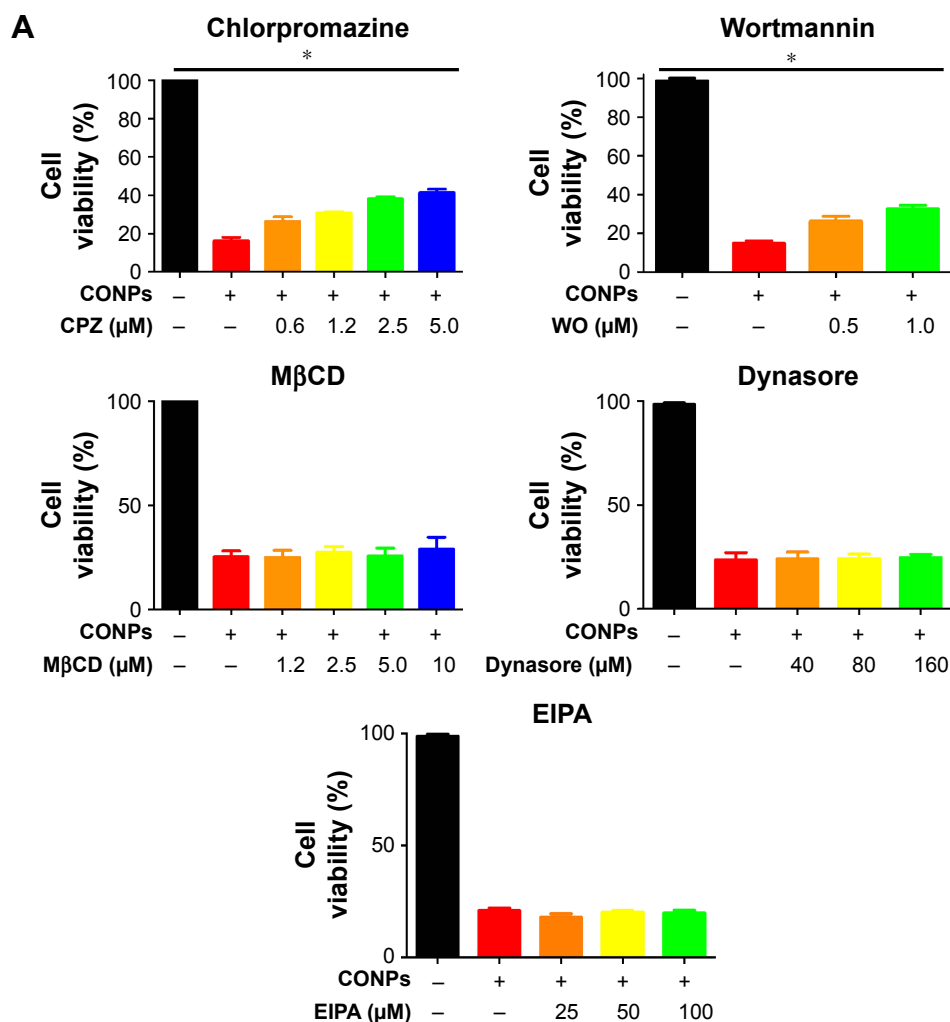 A
Chlorpromazine
*
Cell
viability (%)
100
80
60
40
20
0
CONPs – + + + + +
CPZ (µM) – – 0.6 1.2 2.5 5.0
Wortmannin
*
Cell
viability (%)
100
80
60
40
20
0
CONPs – + + +
WO (µM) – – 0.5 1.0
MβCD
Cell
viability (%)
100
50
0
CONPs – + + + + +
MβCD (µM) – – 1.2 2.5 5.0 10
Dynasore
Cell
viability (%)
100
50
0
CONPs – + + + +
Dynasore (µM) – – 40 80 160
EIPA
Cell
viability (%)
100
50
0
CONPs – + + + +
EIPA (µM) – – 25 50 100